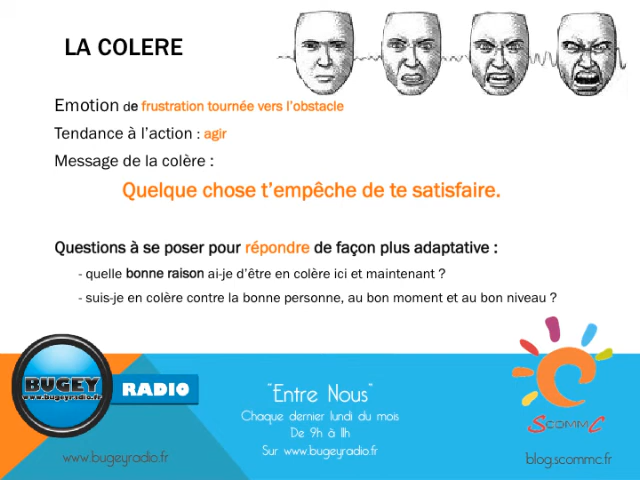 LA COLERE
Emotion de frustration tournée vers l'obstacle
Tendance à l'action : agir
Message de la colère :
Quelque chose t'empêche de te satisfaire.
Questions à se poser pour répondre de façon plus adaptative :
- quelle bonne raison ai-je d'être en colère ici et maintenant ?
- suis-je en colère contre la bonne personne, au bon moment et au bon niveau ?
BUGEY
www.bugeyradio.fr
RADIO
www.bugeyradio.fr
"Entre Nous"
Chaque dernier lundi du mois
De 9h à 11h
Sur www.bugeyradio.fr
SCOMMC
blog.scommc.fr